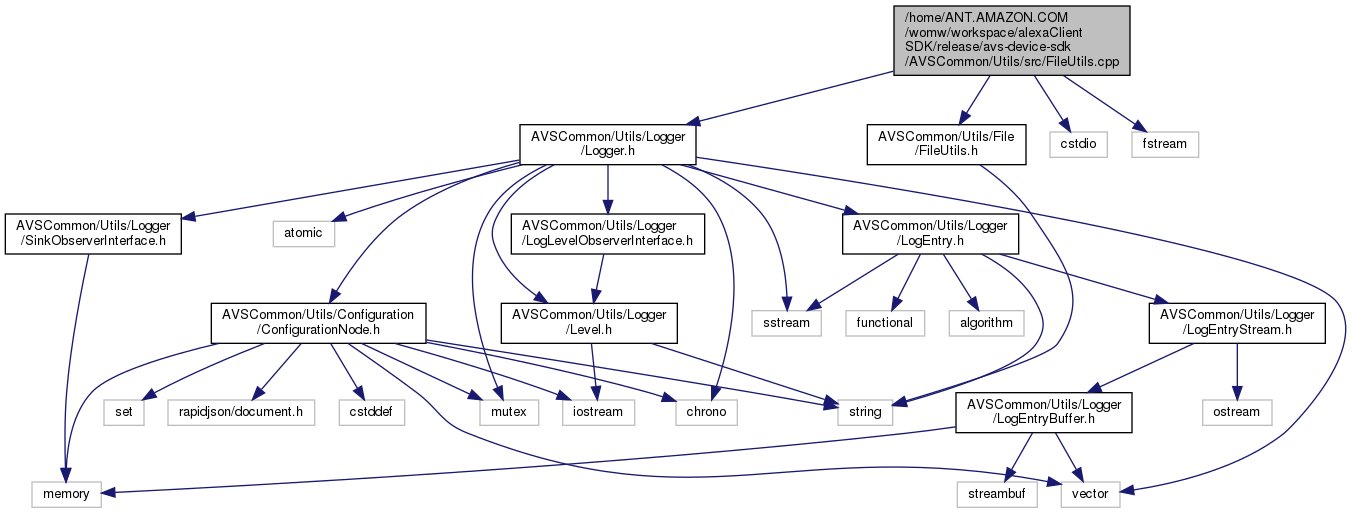 /home/ANT.AMAZON.COM
/womw/workspace/alexaClient
SDK/release/avs-device-sdk
/AVSCommon/Utils/src/FileUtils.cpp
AVSCommon/Utils/Logger
/Logger.h
AVSCommon/Utils/File
/FileUtils.h
cstdio
fstream
AVSCommon/Utils/Logger
/SinkObserverInterface.h
atomic
AVSCommon/Utils/Logger
/LogLevelObserverInterface.h
AVSCommon/Utils/Logger
/LogEntry.h
AVSCommon/Utils/Configuration
/ConfigurationNode.h
AVSCommon/Utils/Logger
/Level.h
sstream
functional
algorithm
AVSCommon/Utils/Logger
/LogEntryStream.h
set
rapidjson/document.h
cstddef
mutex
iostream
chrono
string
AVSCommon/Utils/Logger
/LogEntryBuffer.h
ostream
memory
streambuf
vector